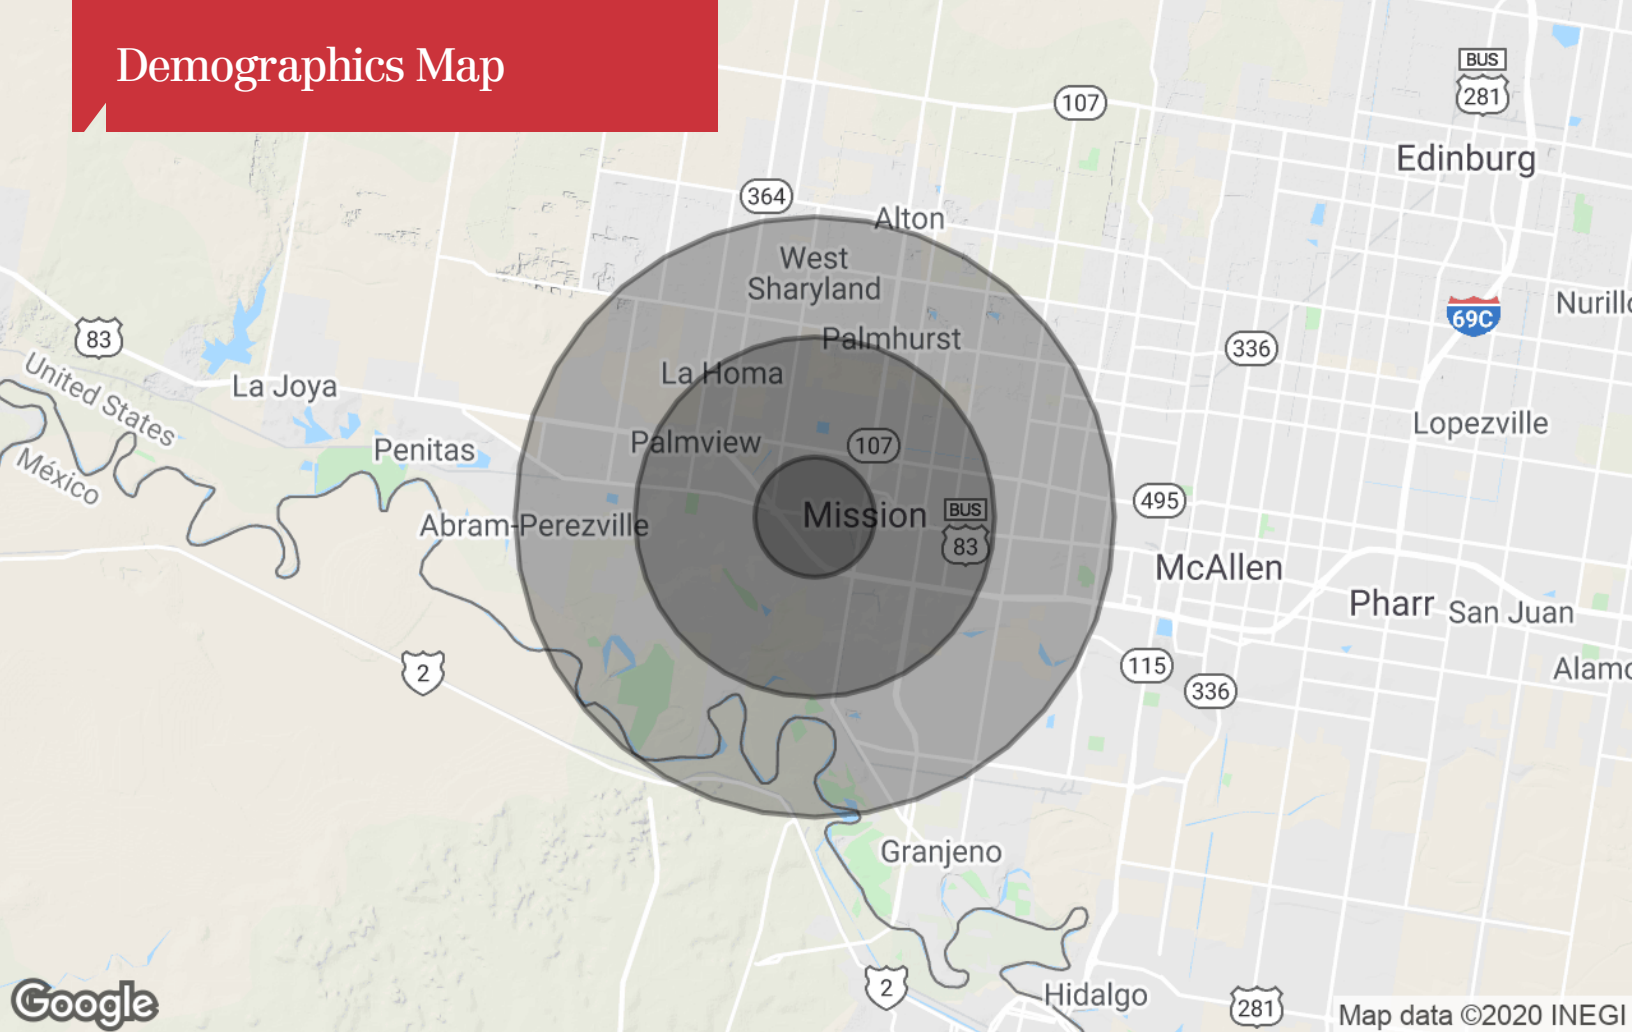 Demographics Map
BUS
281
107
Edinburg
364
Alton
West
Sharyland
Nurillo
69C
83
Palmhurst
336
United States
La Joya
La Homa
Lopezville
México
Penitas
Palmview
107
495
Abram-Perezville
Mission
BUS
83
McAllen
Pharr
San Juan
2
115
336
Alamo
Granjeno
2
Hidalgo
281
Google
Map data ©2020 INEGI